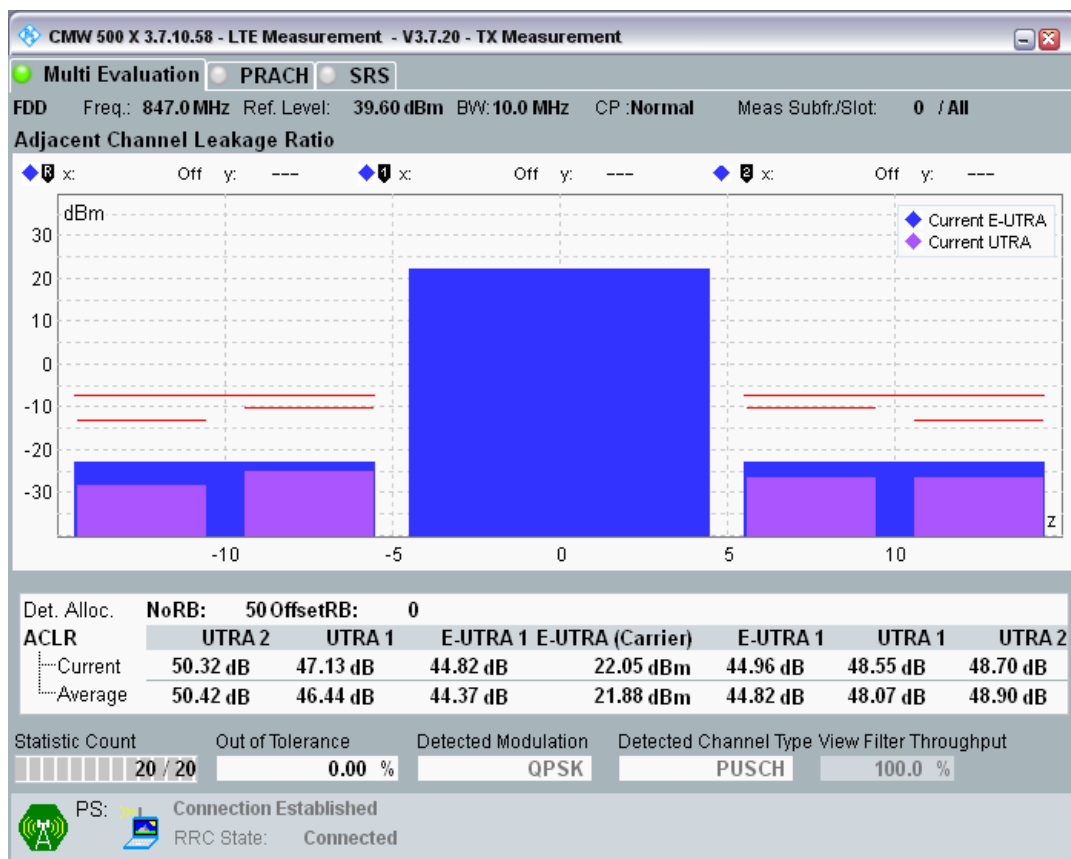 CMW 500 X 3.7.10.58 - LTE Measurement - V3.7.20 - TX Measurement
Multi Evaluation PRACH SRS
FDD Freq.: 847.0 MHz Ref. Level: 39.60 dBm BW: 10.0 MHz CP :Normal Meas Subfr./Slot: 0 / All
Adjacent Channel Leakage Ratio
R x: Off y: --- 1 x: Off y: --- 2 x: Off y: ---
dBm
Current E-UTRA
Current UTRA
30
20
10
0
-10
-20
-30
z
-10 -5 0 5 10
Det. Alloc. NoRB: 50 OffsetRB: 0
ACLR UTRA 2 UTRA 1 E-UTRA 1 E-UTRA (Carrier) E-UTRA 1 UTRA 1 UTRA 2
Current 50.32 dB 47.13 dB 44.82 dB 22.05 dBm 44.96 dB 48.55 dB 48.70 dB
Average 50.42 dB 46.44 dB 44.37 dB 21.88 dBm 44.82 dB 48.07 dB 48.90 dB
Statistic Count Out of Tolerance Detected Modulation Detected Channel Type View Filter Throughput
20 / 20 0.00 % QPSK PUSCH 100.0 %
PS: Connection Established
RRC State: Connected